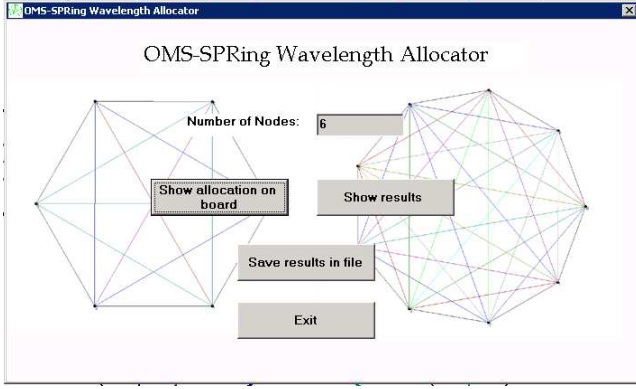 OMS-SPRing Wavelength Allocator
OMS-SPRing Wavelength Allocator
Number of Nodes: 6
Show allocation on
board
Show results
Save results in file
Exit